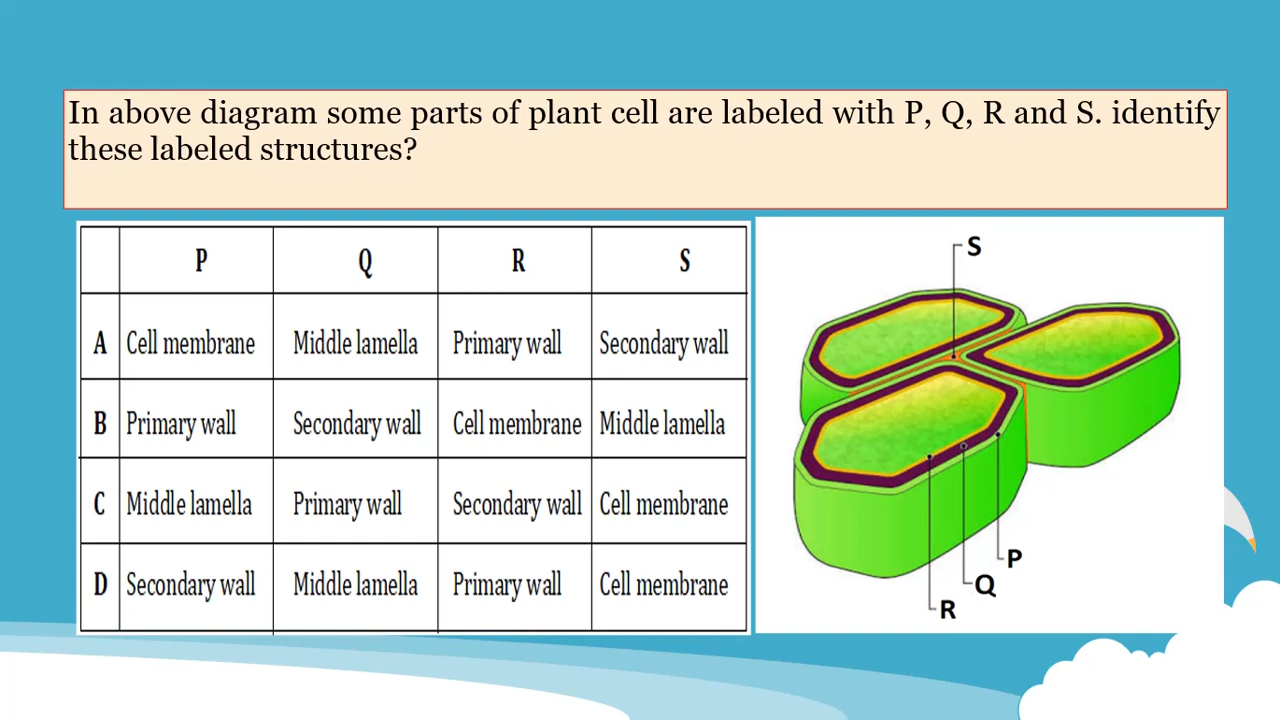 In above diagram some parts of plant cell are labeled with P, Q, R and S. identify
these labeled structures?
P Q R S
A Cell membrane Middle lamella Primary wall Secondary wall
B Primary wall Secondary wall Cell membrane Middle lamella
C Middle lamella Primary wall Secondary wall Cell membrane
D Secondary wall Middle lamella Primary wall Cell membrane
S
P
Q
R